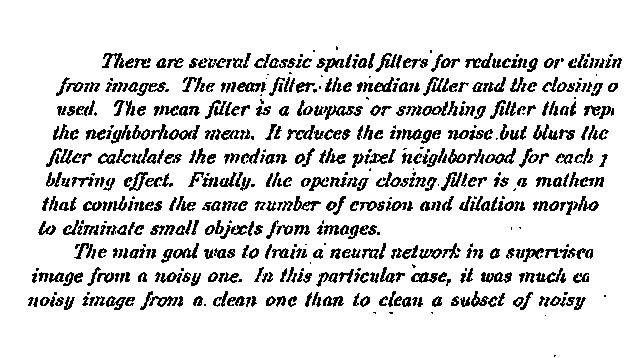 There are several classic spatial filters for reducing or elimin
from images. The mean filter, the median filter and the closing o
used. The mean filter is a lowpass or smoothing filter that repl
the neighborhood mean. It reduces the image noise but blurs the
filter calculates the median of the pixel neighborhood for each p
blurring effect. Finally, the opening closing filter is a mathem
that combines the same number of erosion and dilation morpho
to eliminate small objects from images.
The main goal was to train a neural network in a supervised
image from a noisy one. In this particular case, it was much ea
noisy image from a clean one than to clean a subset of noisy